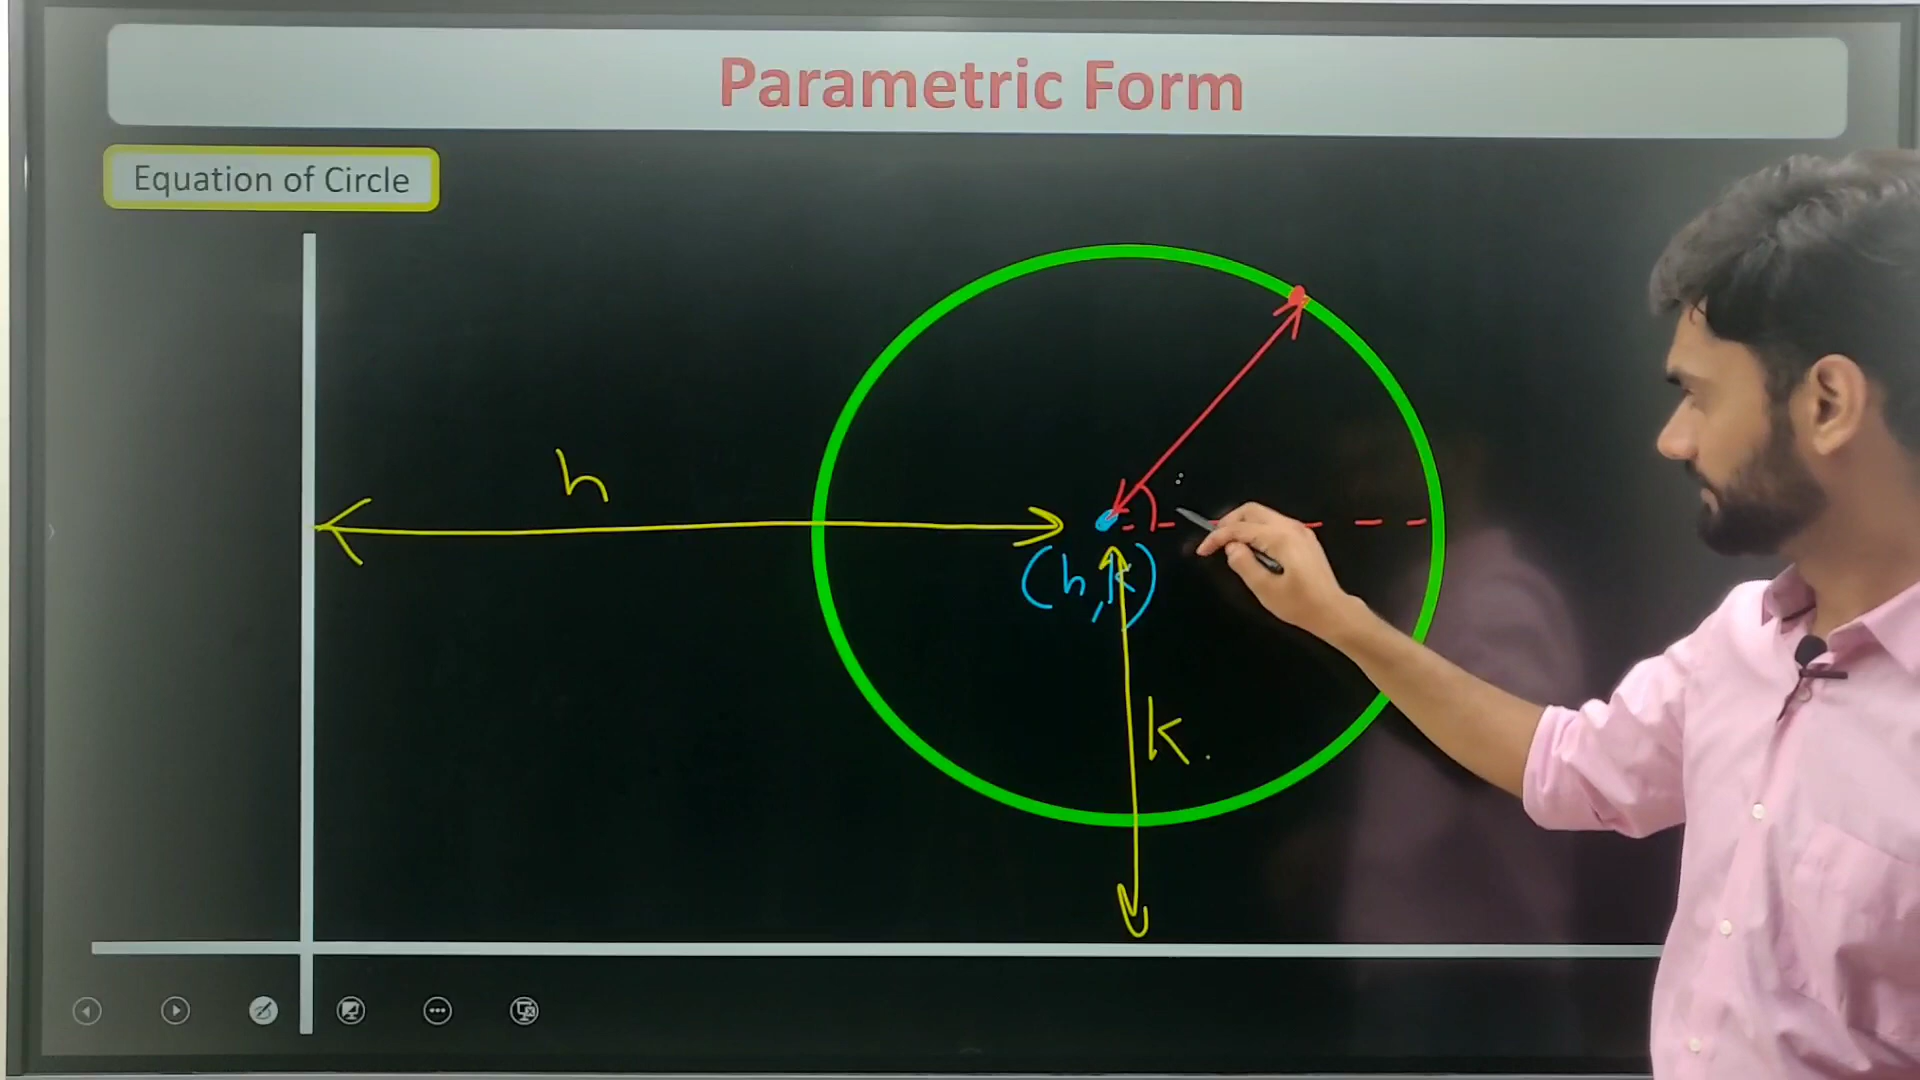 Parametric Form
Equation of Circle
h
(h,k)
k.